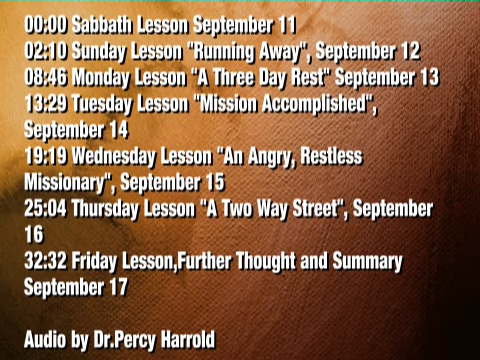 00:00 Sabbath Lesson September 11
02:10 Sunday Lesson "Running Away", September 12
08:46 Monday Lesson "A Three Day Rest" September 13
13:29 Tuesday Lesson "Mission Accomplished",
September 14
19:19 Wednesday Lesson "An Angry, Restless
Missionary", September 15
25:04 Thursday Lesson "A Two Way Street", September
16
32:32 Friday Lesson,Further Thought and Summary
September 17
Audio by Dr.Percy Harrold